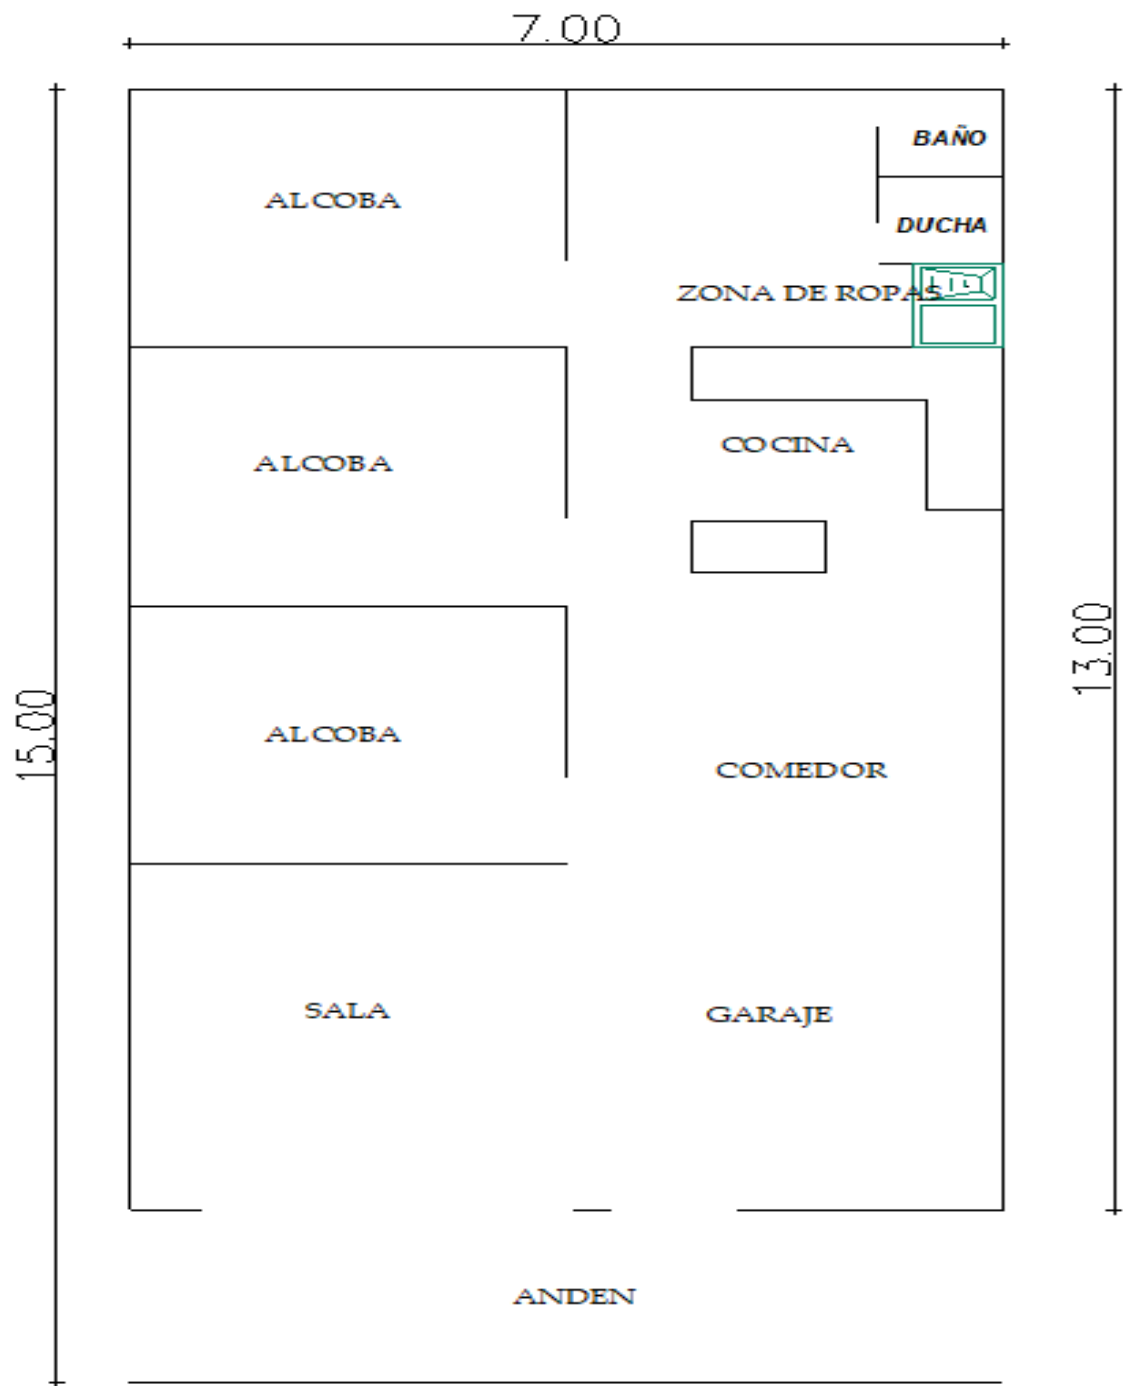 7.00
BAÑO
ALCOBA
DUCHA
ZONA DE ROPAS
COCINA
ALCOBA
13.00
15.00
ALCOBA
COMEDOR
SALA
GARAJE
ANDEN